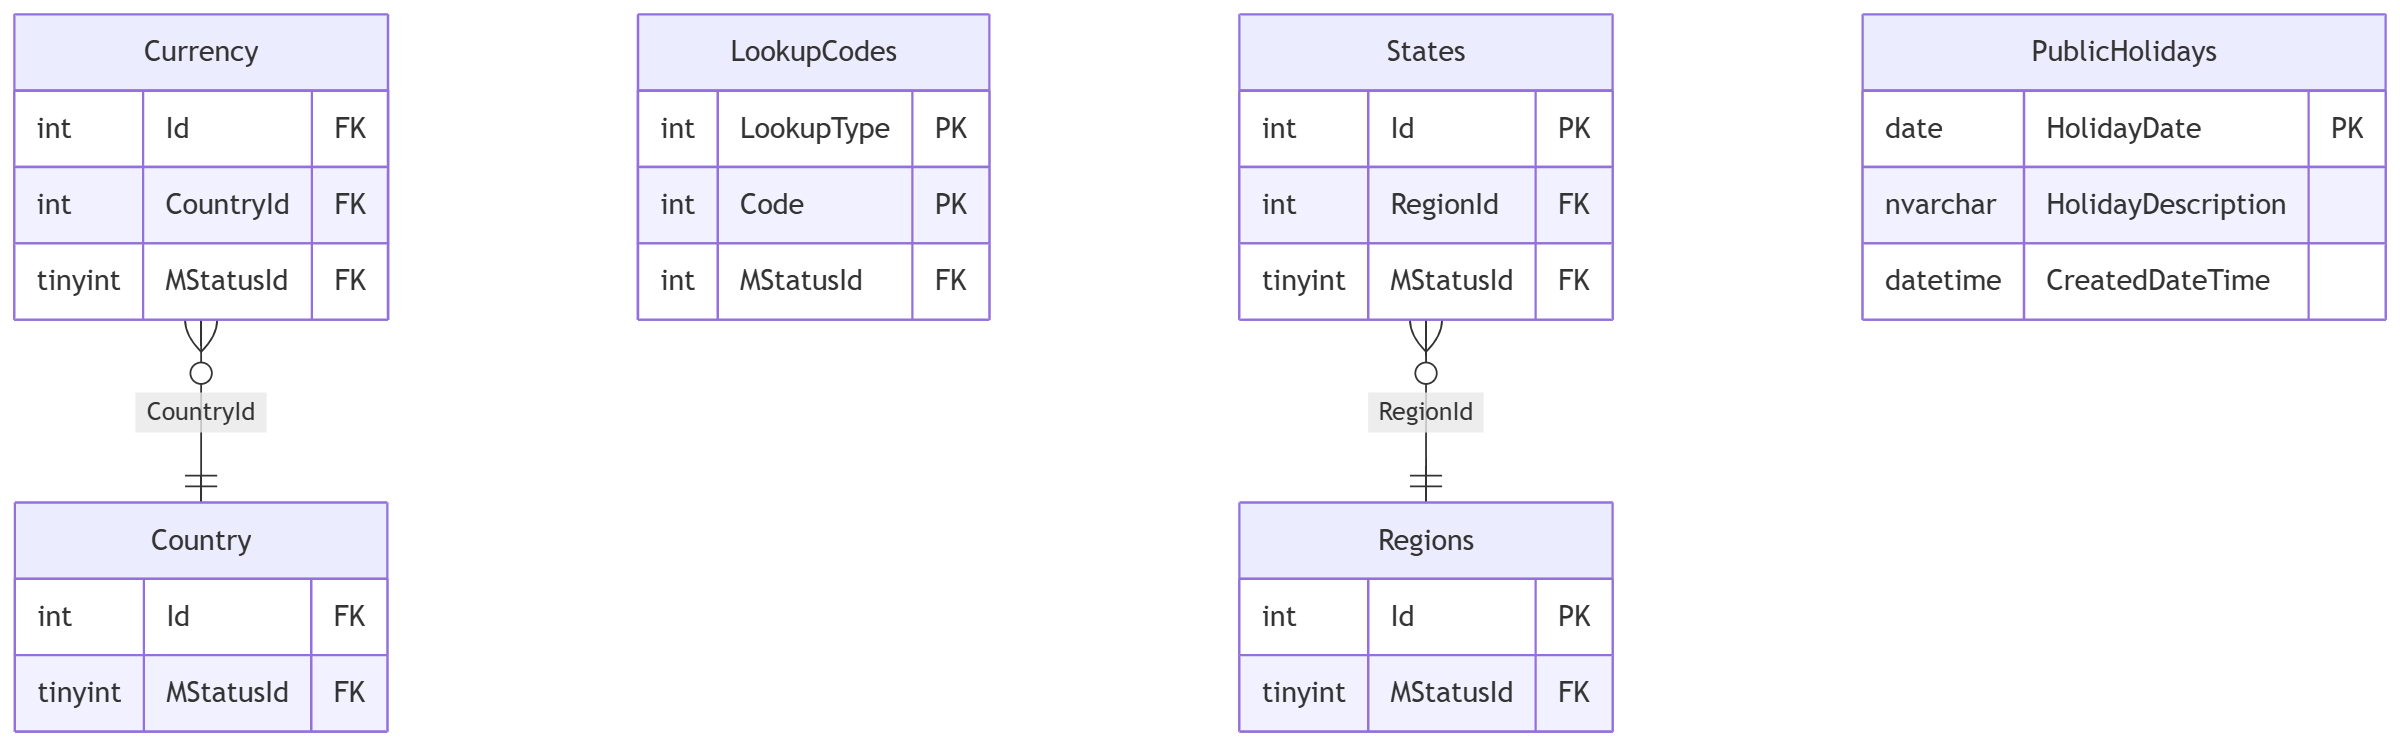 Currency
int Id FK
int CountryId FK
tinyint MStatusId FK
CountryId
Country
int Id FK
tinyint MStatusId FK
LookupCodes
int LookupType PK
int Code PK
int MStatusId FK
States
int Id PK
int RegionId FK
tinyint MStatusId FK
RegionId
Regions
int Id PK
tinyint MStatusId FK
PublicHolidays
date HolidayDate PK
nvarchar HolidayDescription
datetime CreatedDateTime